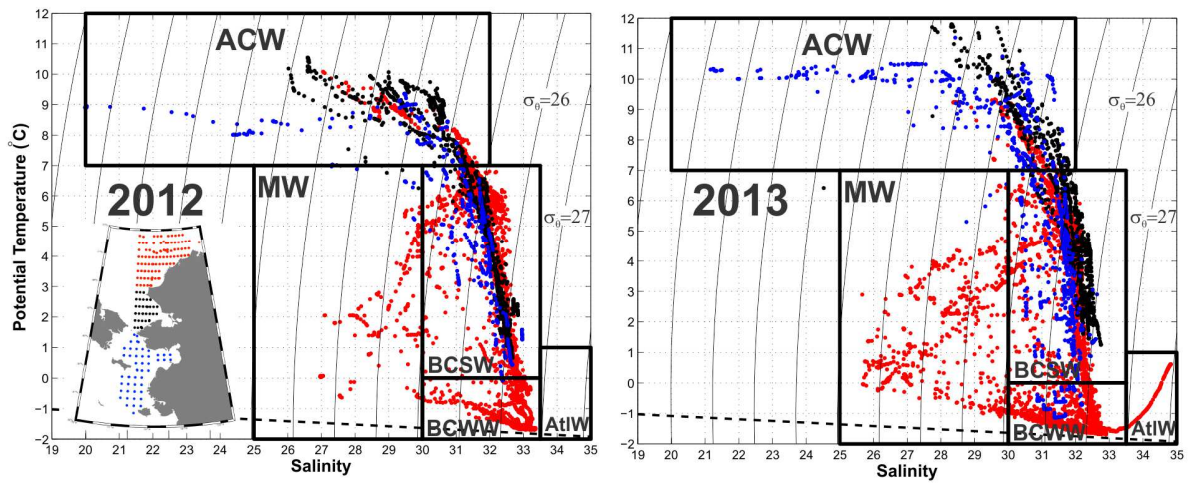 12
11
10
9
8
7
6
5
4
3
2
1
0
−1
−2
Potential Temperature (°C)
ACW
MW
2012
BCSW
BCWW
AtlW
σθ=26
σθ=27
19 20 21 22 23 24 25 26 27 28 29 30 31 32 33 34 35
Salinity
12
11
10
9
8
7
6
5
4
3
2
1
0
−1
−2
ACW
MW
2013
BCSW
BCWW
AtlW
σθ=26
σθ=27
19 20 21 22 23 24 25 26 27 28 29 30 31 32 33 34 35
Salinity